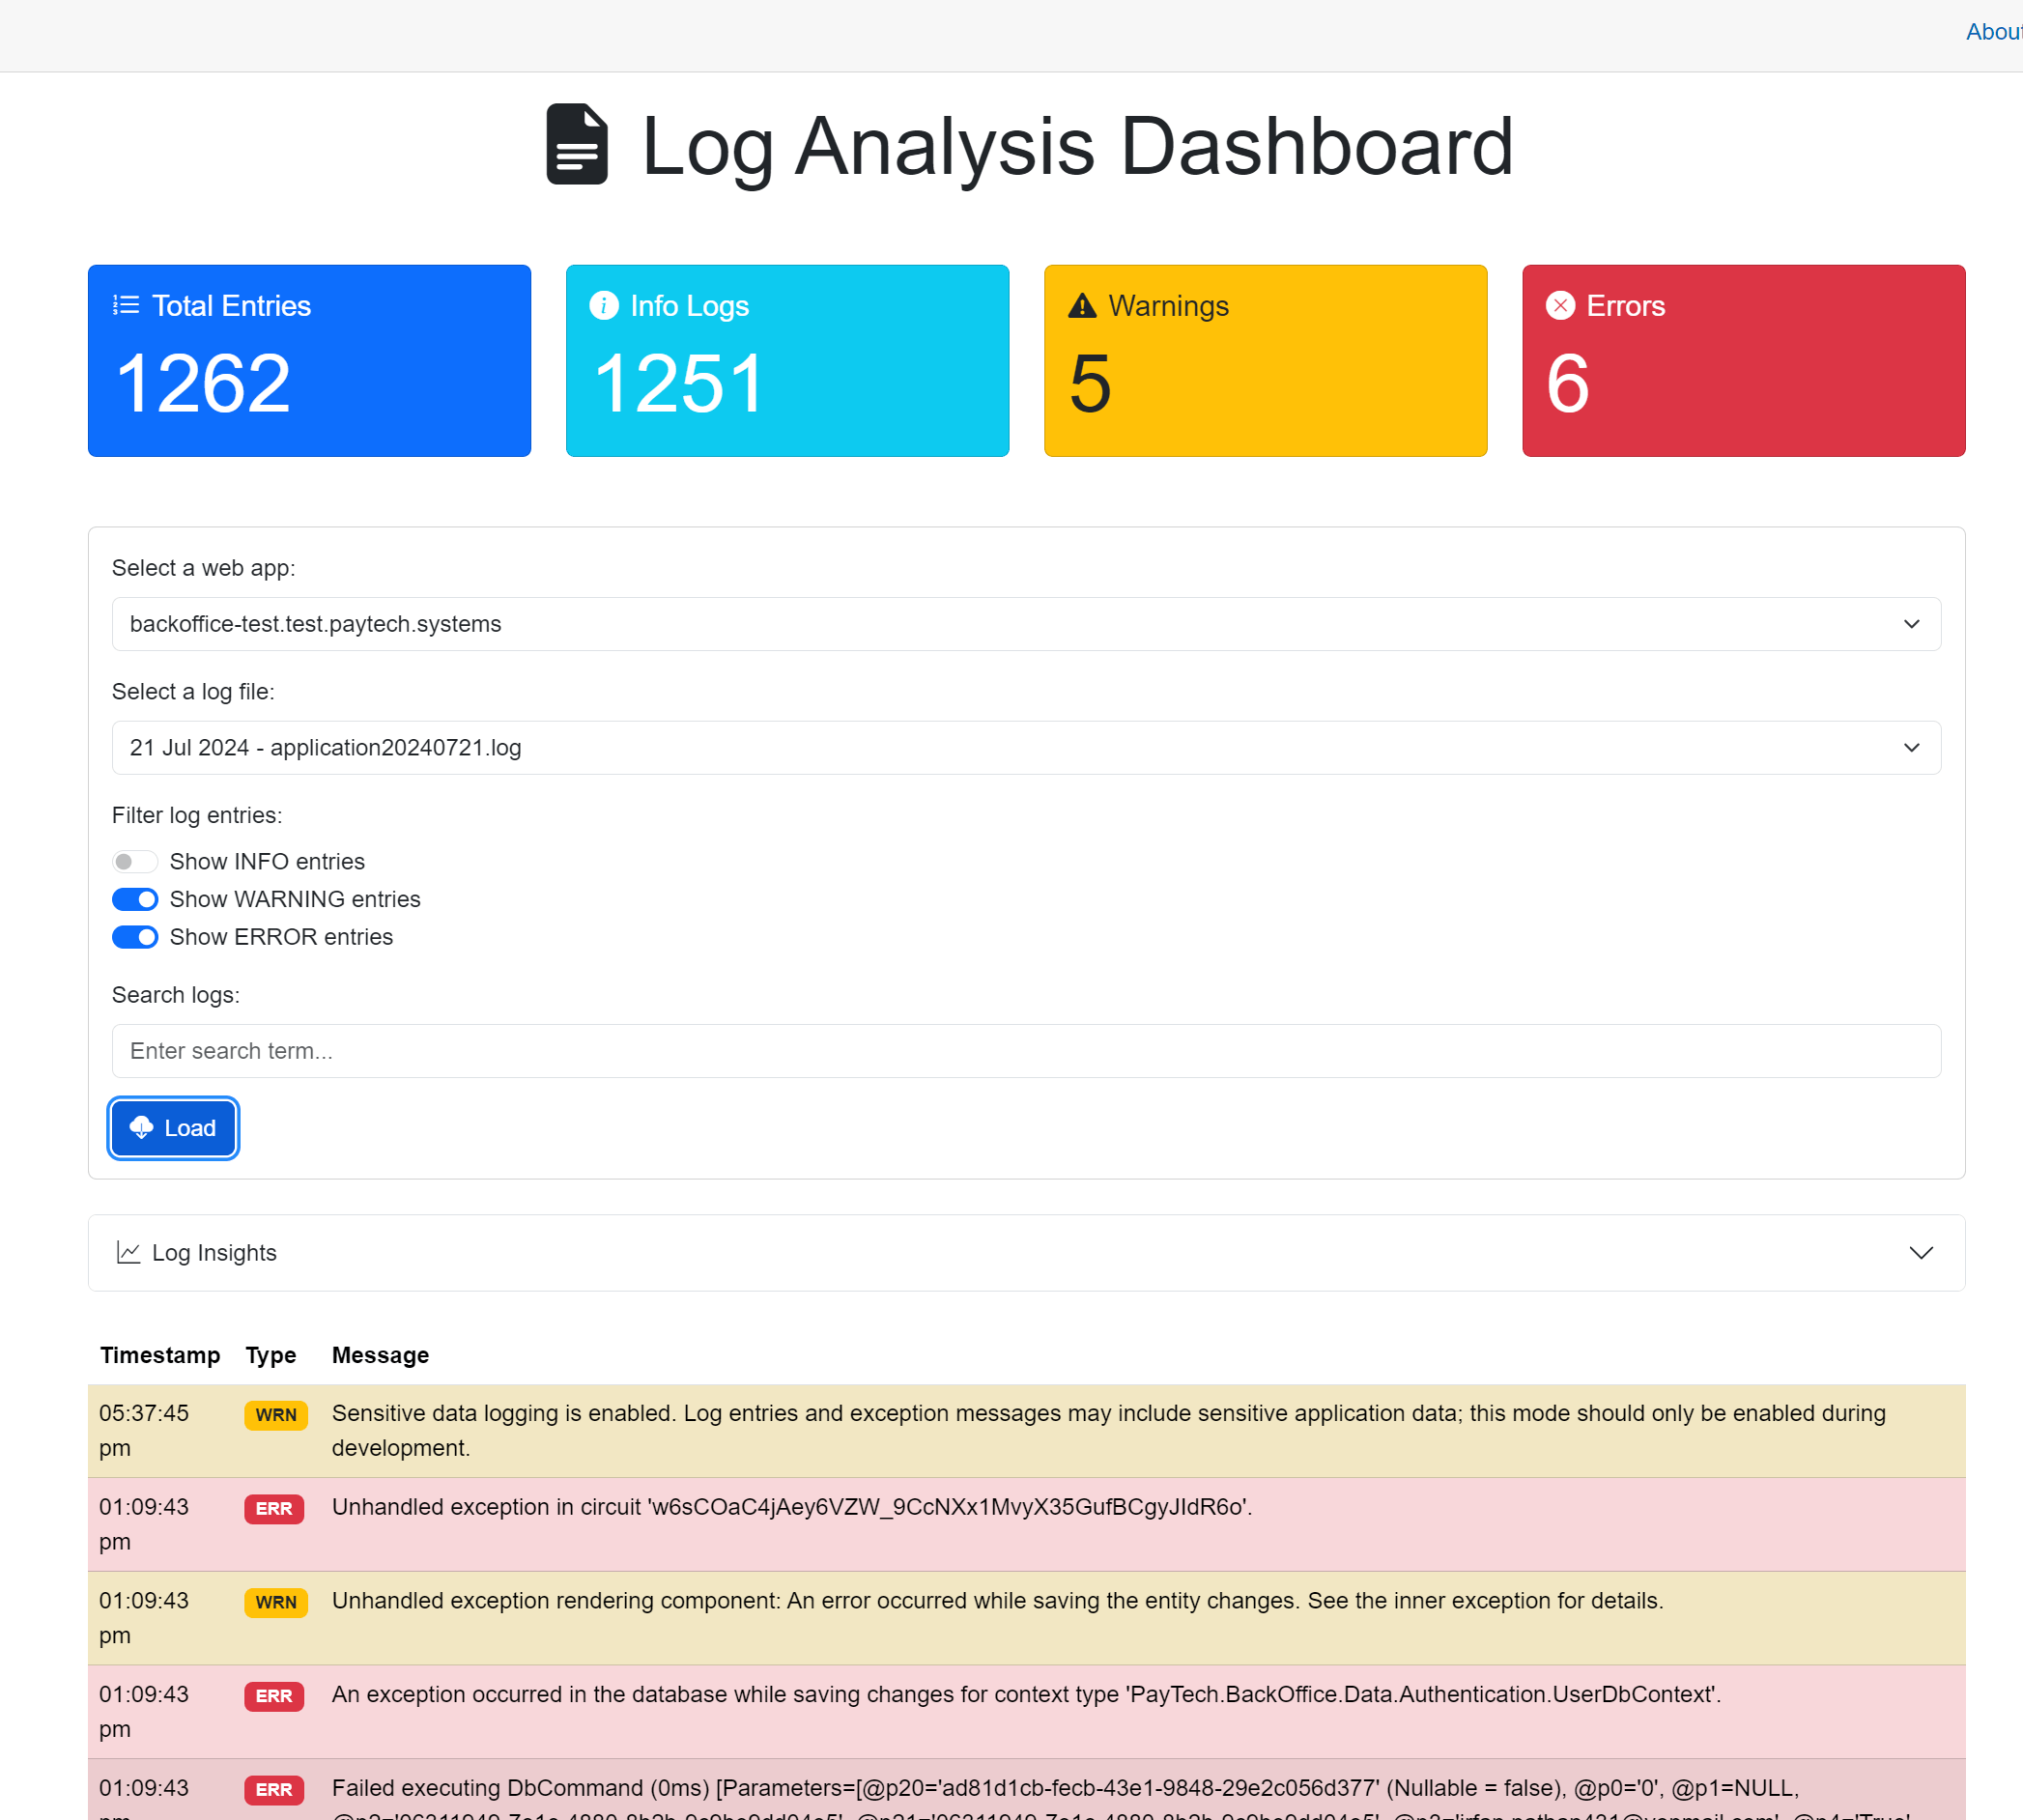 About
Log Analysis Dashboard
Total Entries
1262
Info Logs
1251
Warnings
5
Errors
6
Select a web app:
backoffice-test.test.paytech.systems
Select a log file:
21 Jul 2024 - application20240721.log
Filter log entries:
Show INFO entries
Show WARNING entries
Show ERROR entries
Search logs:
Enter search term...
Load
Log Insights
Timestamp Type Message
05:37:45 pm WRN Sensitive data logging is enabled. Log entries and exception messages may include sensitive application data; this mode should only be enabled during
development.
01:09:43 pm ERR Unhandled exception in circuit 'w6sCOaC4jAey6VZW_9CcNXx1MvyX35GufBCgyJIdR6o'.
01:09:43 pm WRN Unhandled exception rendering component: An error occurred while saving the entity changes. See the inner exception for details.
01:09:43 pm ERR An exception occurred in the database while saving changes for context type 'PayTech.BackOffice.Data.Authentication.UserDbContext'.
01:09:43 ERR Failed executing DbCommand (0ms) [Parameters=[@p20='ad81d1cb-fecb-43e1-9848-29e2c056d377' (Nullable = false), @p0='0', @p1=NULL,